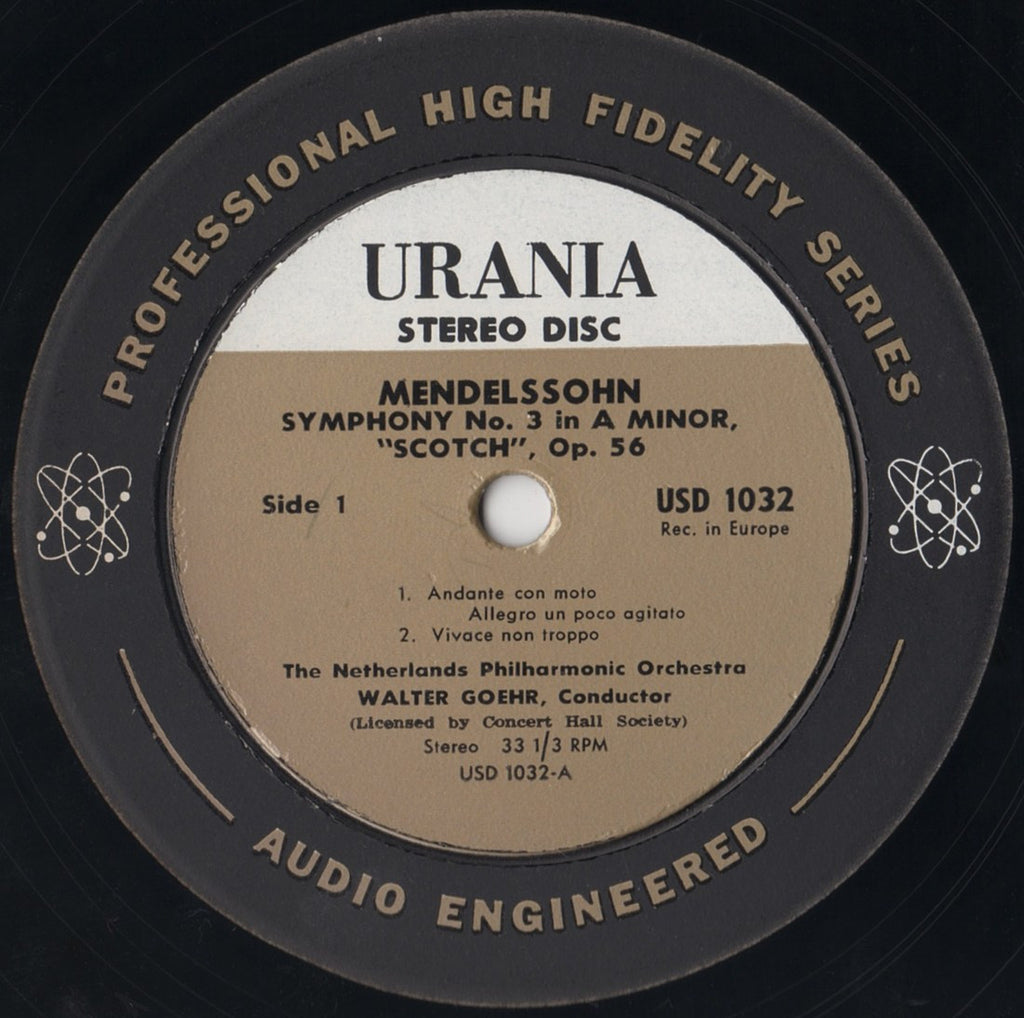 PROFESSIONAL HIGH FIDELITY SERIES
URANIA
STEREO DISC
MENDELSSOHN
SYMPHONY No. 3 in A MINOR,
"SCOTCH", Op. 56
Side 1
USD 1032
Rec. in Europe
1. Andante con moto
Allegro un poco agitato
2. Vivace non troppo
The Netherlands Philharmonic Orchestra
WALTER GOEHR, Conductor
(Licensed by Concert Hall Society)
Stereo 33 1/3 RPM
USD 1032-A
AUDIO ENGINEERED